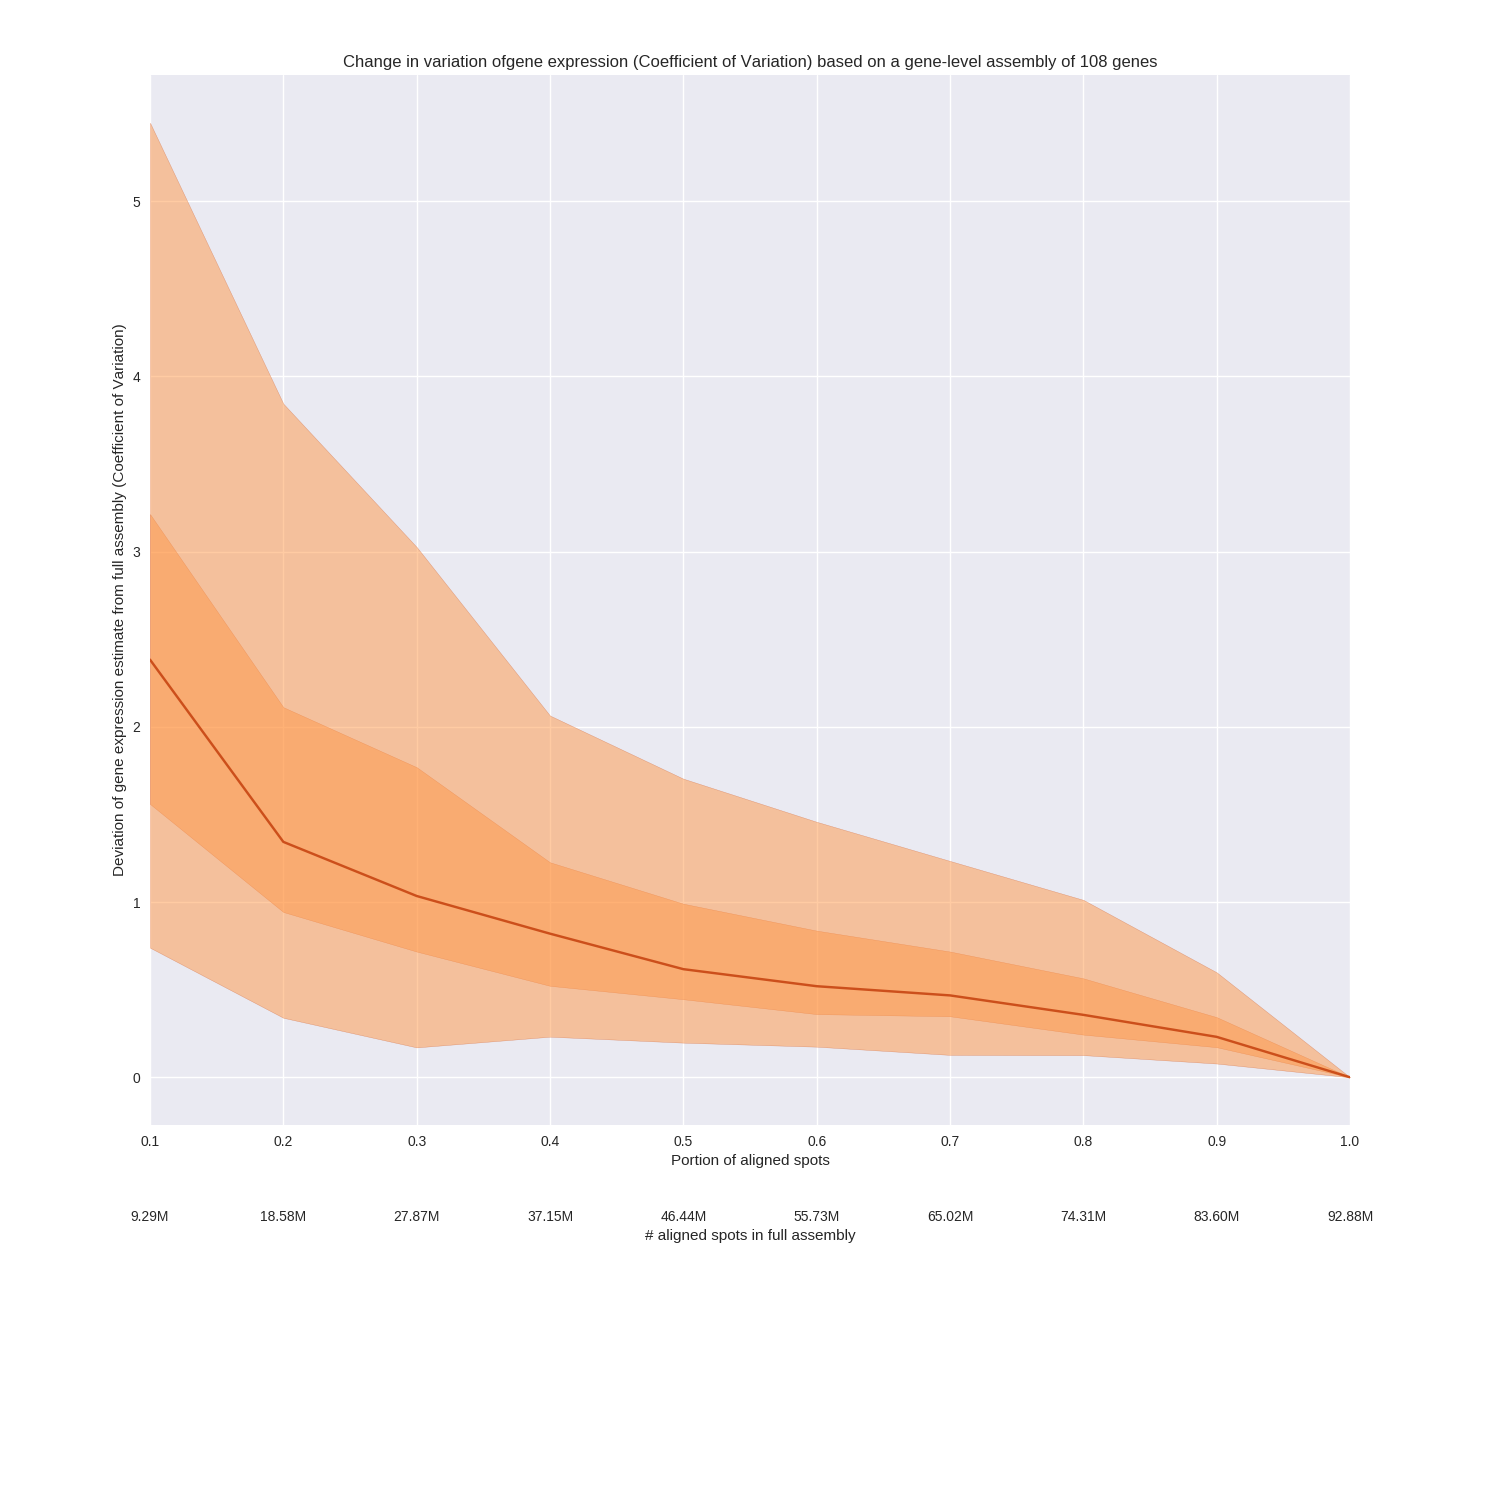 Change in variation ofgene expression (Coefficient of Variation) based on a gene-level assembly of 108 genes
Deviation of gene expression estimate from full assembly (Coefficient of Variation)
5
4
3
2
1
0
0.1 0.2 0.3 0.4 0.5 0.6 0.7 0.8 0.9 1.0
Portion of aligned spots
9.29M 18.58M 27.87M 37.15M 46.44M 55.73M 65.02M 74.31M 83.60M 92.88M
# aligned spots in full assembly